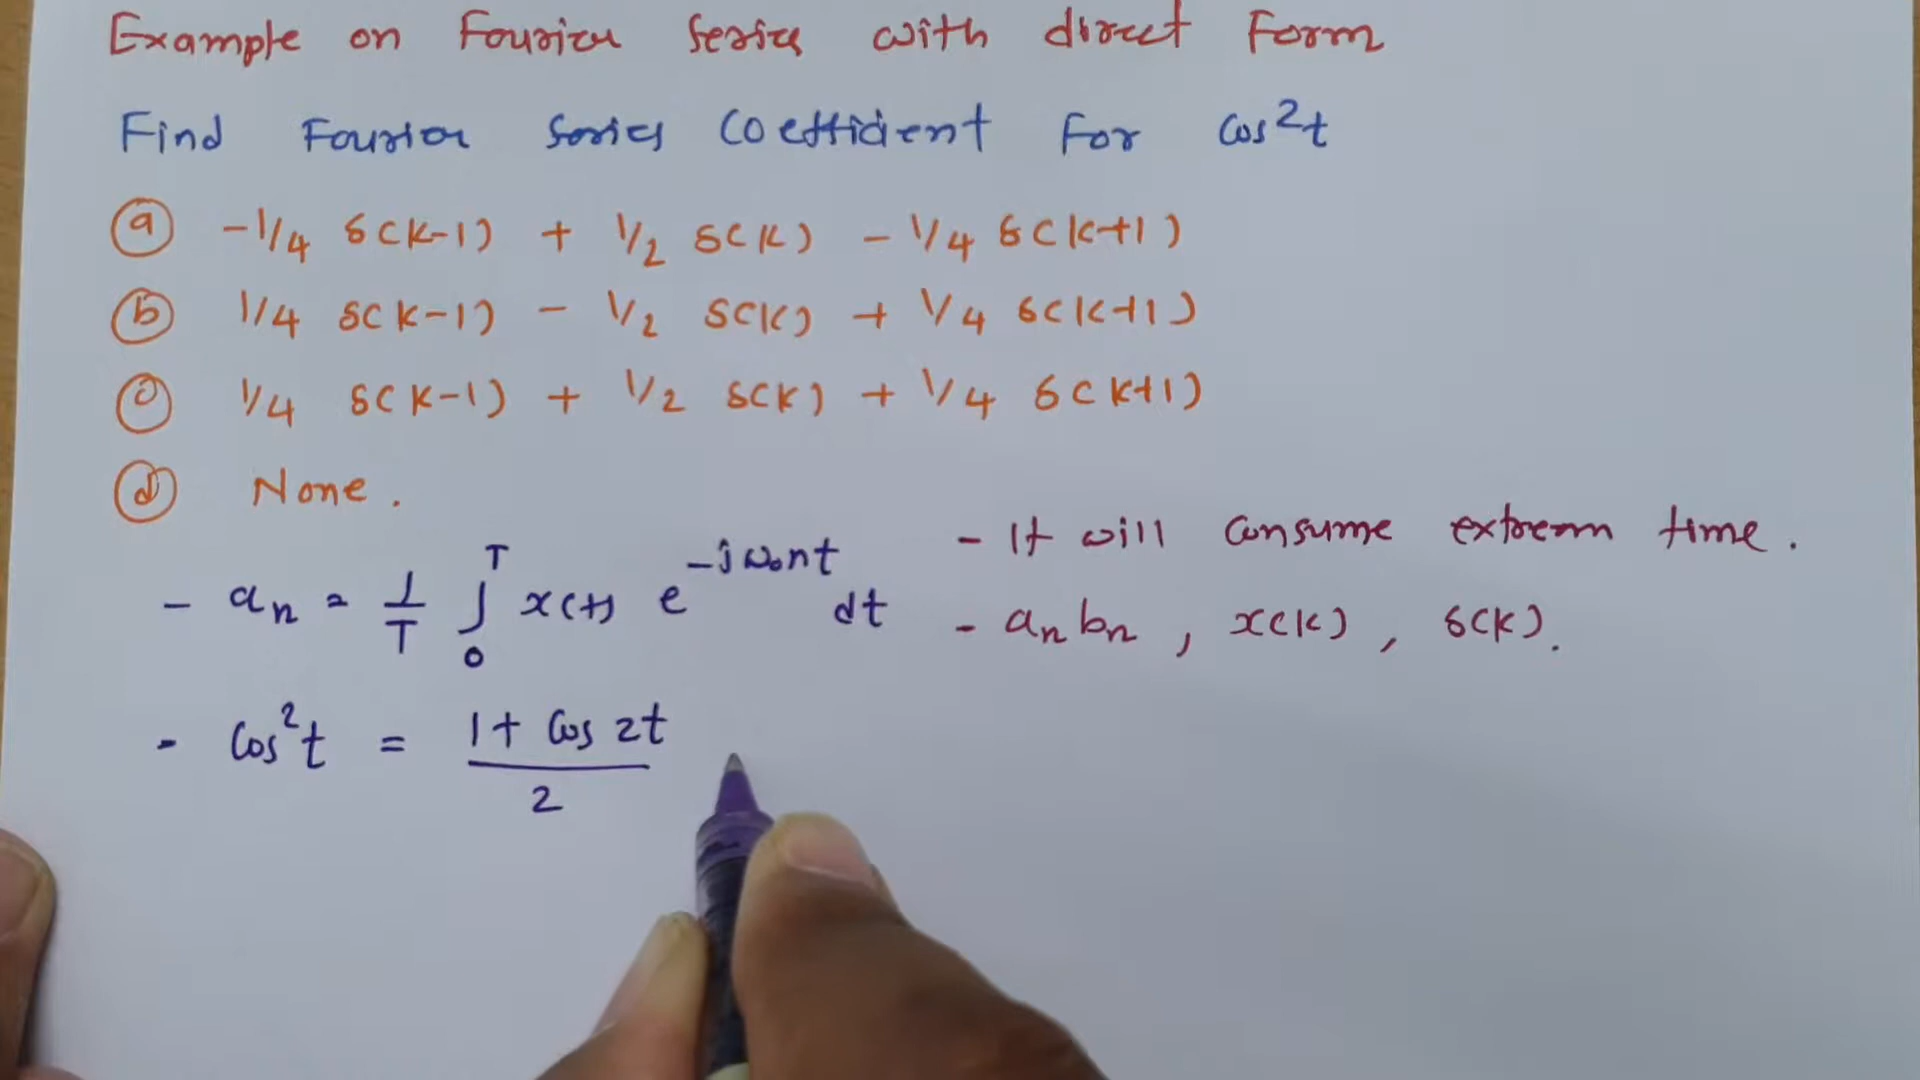 Example on Fourier Series with direct Form
Find Fourier Series Coefficient For Cos²t
(a) -1/4 δ(k-1) + 1/2 δ(k) - 1/4 δ(k+1)
(b) 1/4 δ(k-1) - 1/2 δ(k) + 1/4 δ(k+1)
(c) 1/4 δ(k-1) + 1/2 δ(k) + 1/4 δ(k+1)
(d) None.
- aₙ = 1/T ∫₀ᵀ x(t) e^(-jω₀nt) dt
- It will consume extrem time.
- aₙ bₙ, x(k), δ(k).
- Cos²t = (1 + Cos 2t)/2